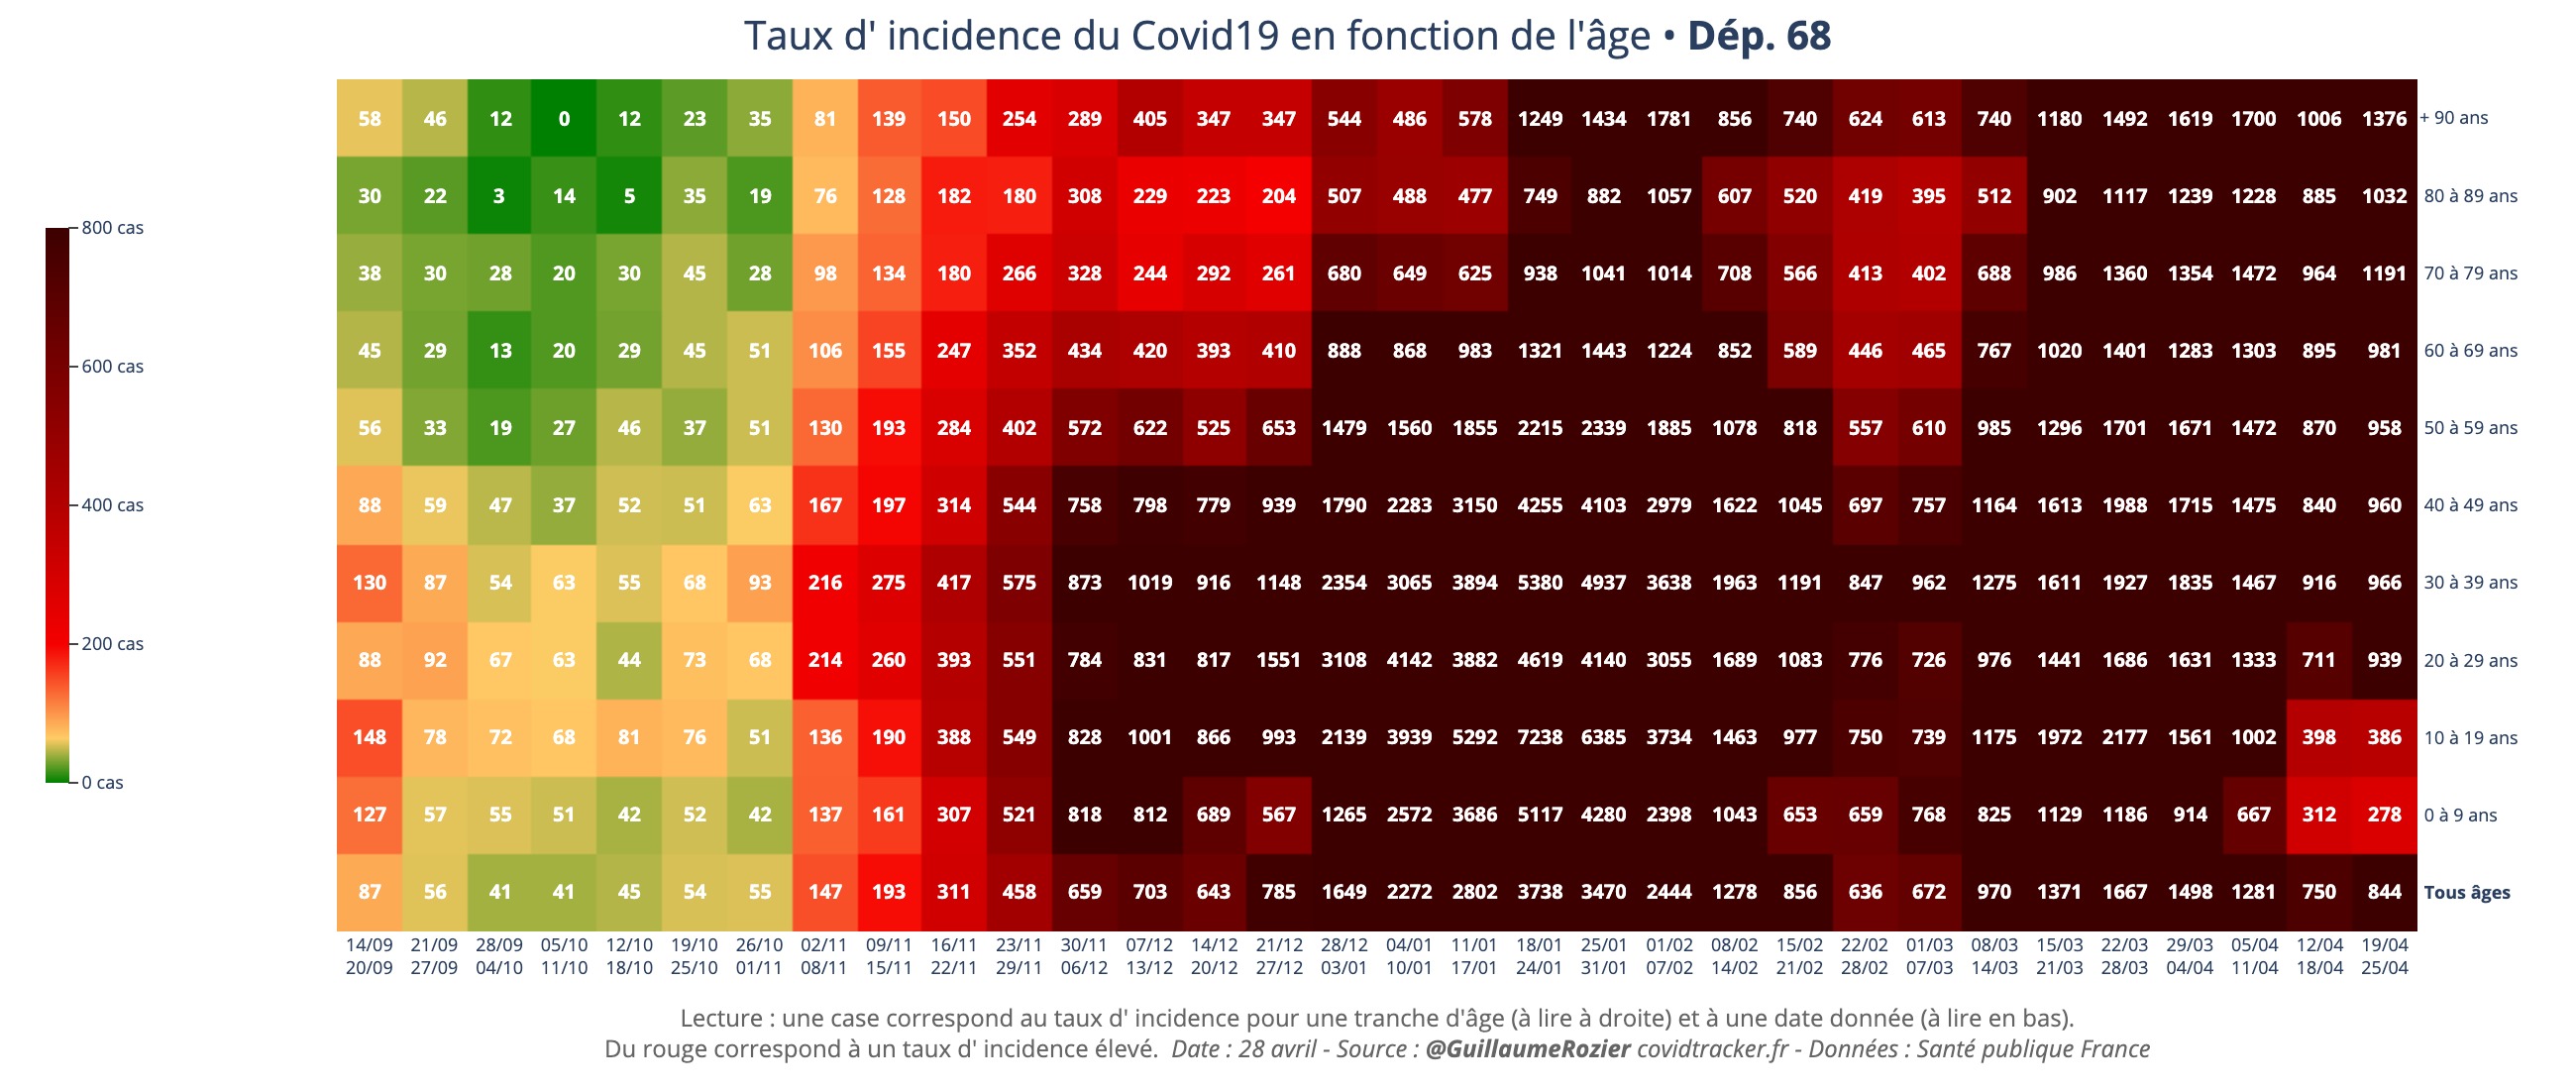 Taux d' incidence du Covid19 en fonction de l'âge • Dép. 68
800 cas
600 cas
400 cas
200 cas
0 cas
58 46 12 0 12 23 35 81 139 150 254 289 405 347 347 544 486 578 1249 1434 1781 856 740 624 613 740 1180 1492 1619 1700 1006 1376 + 90 ans
30 22 3 14 5 35 19 76 128 182 180 308 229 223 204 507 488 477 749 882 1057 607 520 419 395 512 902 1117 1239 1228 885 1032 80 à 89 ans
38 30 28 20 30 45 28 98 134 180 266 328 244 292 261 680 649 625 938 1041 1014 708 566 413 402 688 986 1360 1354 1472 964 1191 70 à 79 ans
45 29 13 20 29 45 51 106 155 247 352 434 420 393 410 888 868 983 1321 1443 1224 852 589 446 465 767 1020 1401 1283 1303 895 981 60 à 69 ans
56 33 19 27 46 37 51 130 193 284 402 572 622 525 653 1479 1560 1855 2215 2339 1885 1078 818 557 610 985 1296 1701 1671 1472 870 958 50 à 59 ans
88 59 47 37 52 51 63 167 197 314 544 758 798 779 939 1790 2283 3150 4255 4103 2979 1622 1045 697 757 1164 1613 1988 1715 1475 840 960 40 à 49 ans
130 87 54 63 55 68 93 216 275 417 575 873 1019 916 1148 2354 3065 3894 5380 4937 3638 1963 1191 847 962 1275 1611 1927 1835 1467 916 966 30 à 39 ans
88 92 67 63 44 73 68 214 260 393 551 784 831 817 1551 3108 4142 3882 4619 4140 3055 1689 1083 776 726 976 1441 1686 1631 1333 711 939 20 à 29 ans
148 78 72 68 81 76 51 136 190 388 549 828 1001 866 993 2139 3939 5292 7238 6385 3734 1463 977 750 739 1175 1972 2177 1561 1002 398 386 10 à 19 ans
127 57 55 51 42 52 42 137 161 307 521 818 812 689 567 1265 2572 3686 5117 4280 2398 1043 653 659 768 825 1129 1186 914 667 312 278 0 à 9 ans
87 56 41 41 45 54 55 147 193 311 458 659 703 643 785 1649 2272 2802 3738 3470 2444 1278 856 636 672 970 1371 1667 1498 1281 750 844 Tous âges
14/09 21/09 28/09 05/10 12/10 19/10 26/10 02/11 09/11 16/11 23/11 30/11 07/12 14/12 21/12 28/12 04/01 11/01 18/01 25/01 01/02 08/02 15/02 22/02 01/03 08/03 15/03 22/03 29/03 05/04 12/04 19/04
20/09 27/09 04/10 11/10 18/10 25/10 01/11 08/11 15/11 22/11 29/11 06/12 13/12 20/12 27/12 03/01 10/01 17/01 24/01 31/01 07/02 14/02 21/02 28/02 07/03 14/03 21/03 28/03 04/04 11/04 18/04 25/04
Lecture : une case correspond au taux d' incidence pour une tranche d'âge (à lire à droite) et à une date donnée (à lire en bas).
Du rouge correspond à un taux d' incidence élevé. Date : 28 avril - Source : @GuillaumeRozier covidtracker.fr - Données : Santé publique France